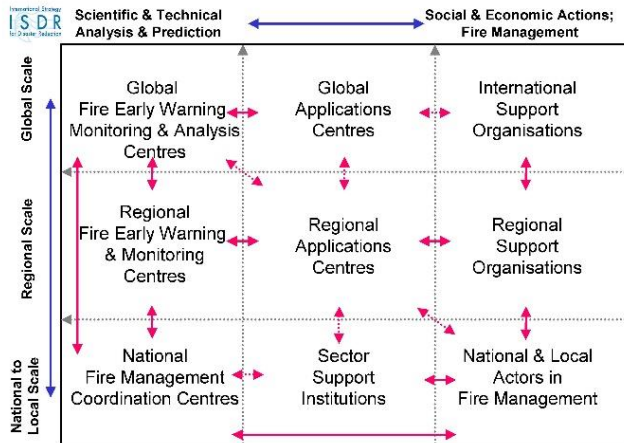 International Strategy
ISDR
for Disaster Reduction
Scientific & Technical
Analysis & Prediction
Social & Economic Actions;
Fire Management
Global Scale
Global
Fire Early Warning
Monitoring & Analysis
Centres
Global
Applications
Centres
International
Support
Organisations
Regional Scale
Regional
Fire Early Warning
& Monitoring
Centres
Regional
Applications
Centres
Regional
Support
Organisations
National to
Local Scale
National
Fire Management
Coordination Centres
Sector
Support
Institutions
National & Local
Actors in
Fire Management